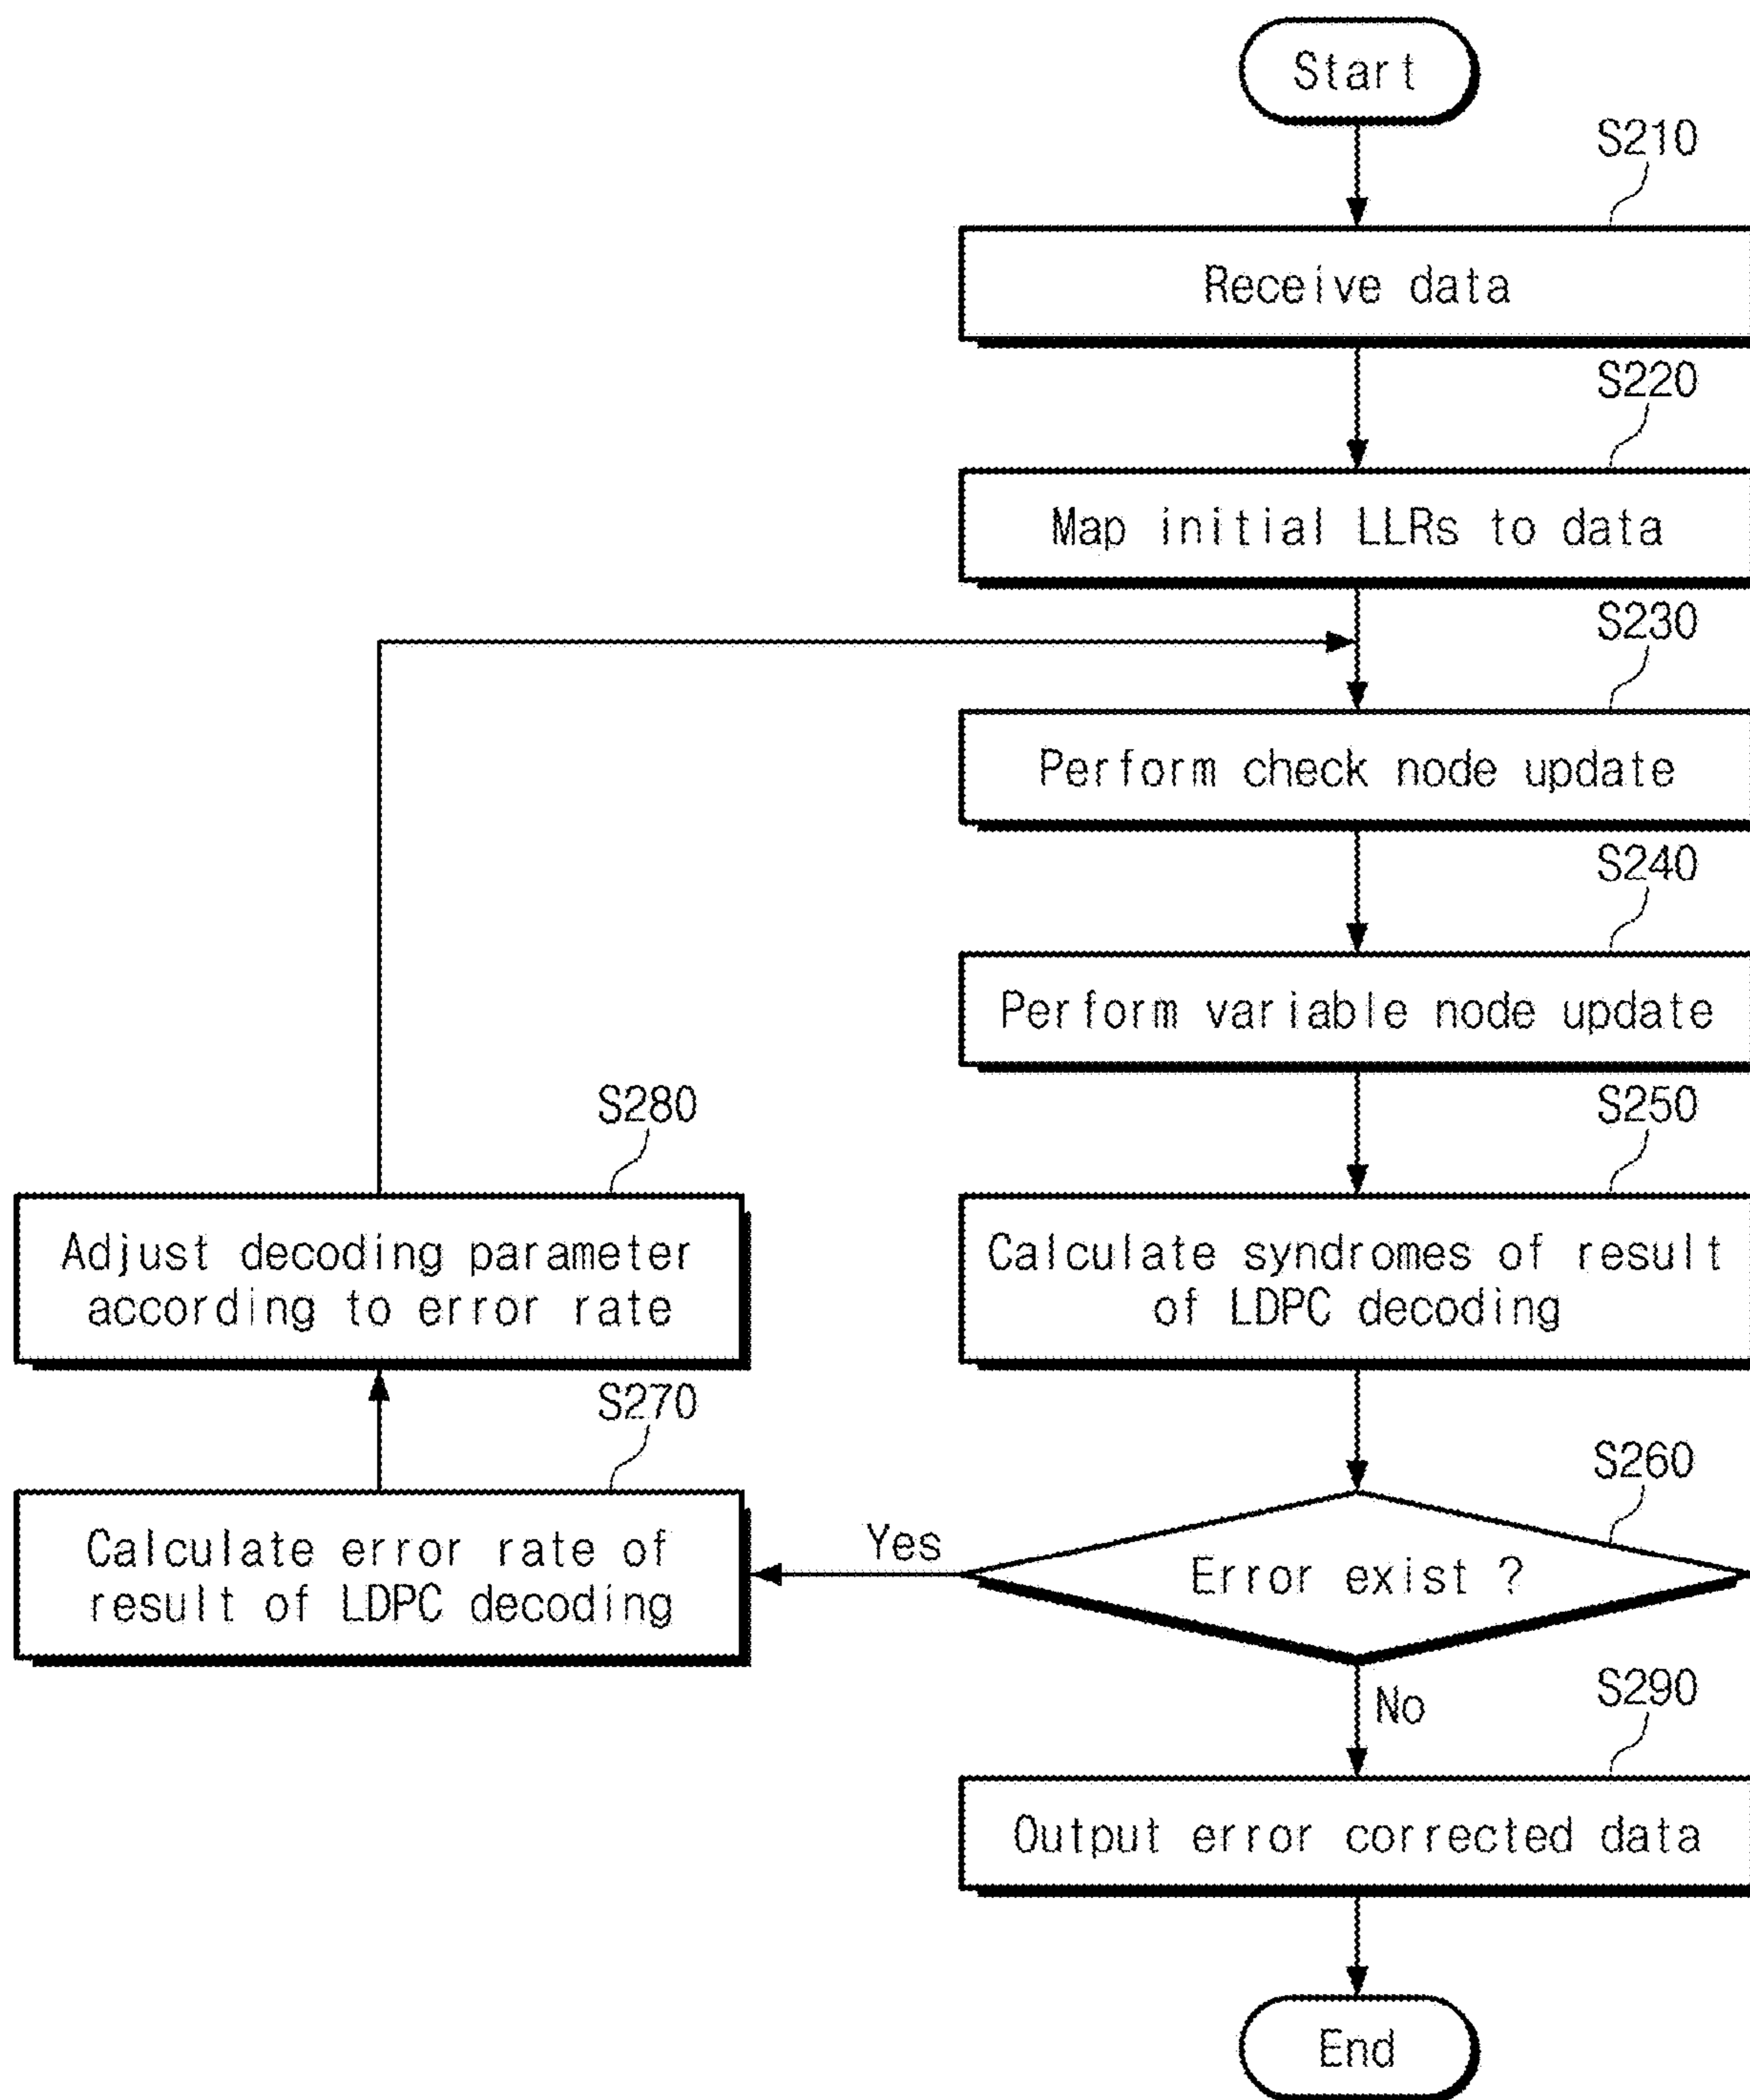 Start
S210
Receive data
S220
Map initial LLRs to data
S230
Perform check node update
S240
Perform variable node update
S250
Calculate syndromes of result
of LDPC decoding
S260
Error exist ?
Yes
No
S270
Calculate error rate of
result of LDPC decoding
S280
Adjust decoding parameter
according to error rate
S290
Output error corrected data
End